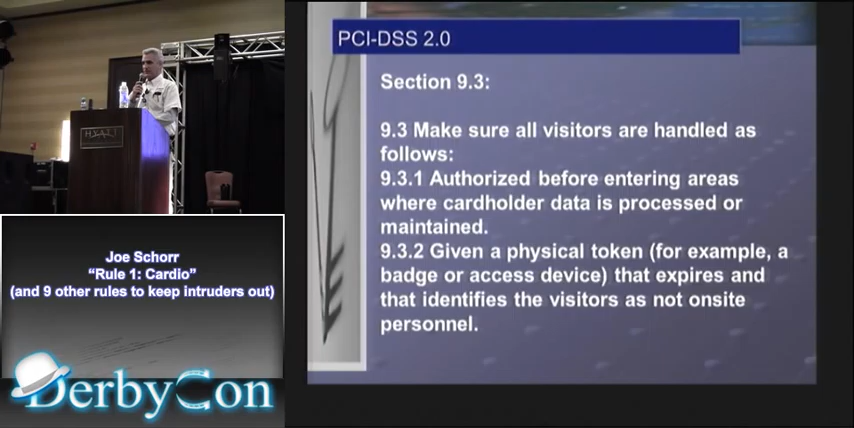 HYATT
Joe Schorr
“Rule 1: Cardio”
(and 9 other rules to keep intruders out)
DerbyCon
PCI-DSS 2.0
Section 9.3:
9.3 Make sure all visitors are handled as
follows:
9.3.1 Authorized before entering areas
where cardholder data is processed or
maintained.
9.3.2 Given a physical token (for example, a
badge or access device) that expires and
that identifies the visitors as not onsite
personnel.